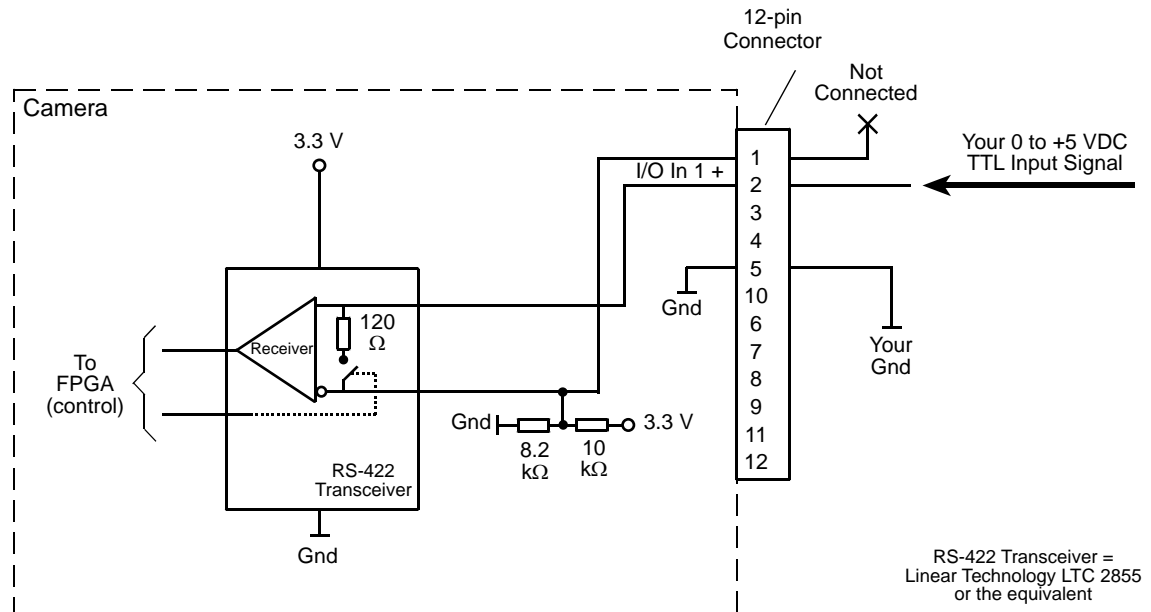 12-pin
Connector
Not
Connected
Camera
3.3 V
Your 0 to +5 VDC
TTL Input Signal
I/O In 1 +
1
2
3
4
5
10
6
7
8
9
11
12
Gnd
Your
Gnd
120
Ω
Receiver
To
FPGA
(control)
Gnd
3.3 V
8.2
kΩ
10
kΩ
RS-422
Transceiver
Gnd
RS-422 Transceiver =
Linear Technology LTC 2855
or the equivalent